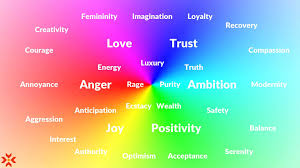 Femininity Imagination Loyalty
Creativity Recovery
Courage Love Trust Compassion
Energy Luxury Truth
Annoyance Anger Rage Purity Ambition Modernity
Anticipation Ecstacy Wealth Safety
Aggression Joy Positivity Balance
Interest Serenity
Authority Optimism Acceptance